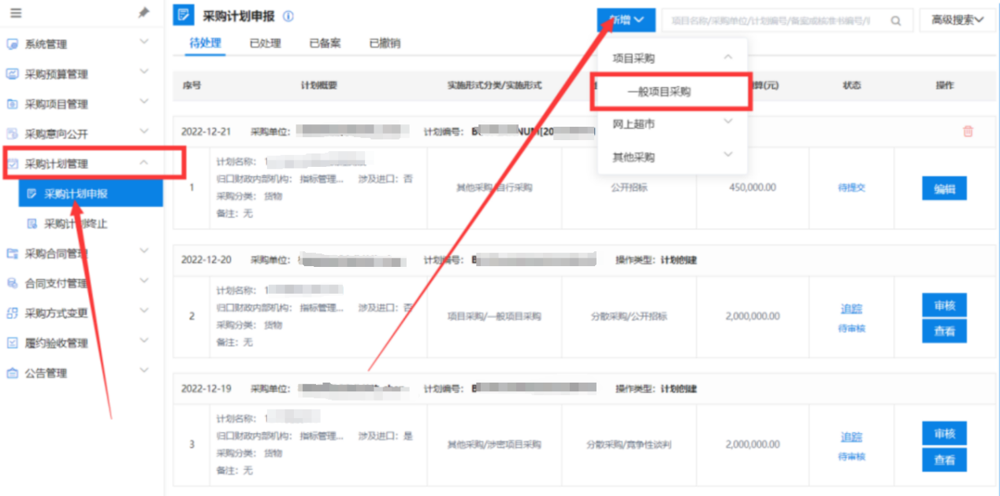 系统管理
采购预算管理
采购项目管理
采购意向公开
采购计划管理
采购计划申报
采购计划终止
采购合同管理
合同支付管理
采购方式变更
履约验收管理
公告管理
采购计划申报
新增
项目名称/采购单位/计划编号/备案或核准书编号/
高级搜索
待处理 已处理 已备案 已撤销
项目采购
一般项目采购
网上超市
其他采购
序号 计划概要 实施形式分类/实施形式 算(元) 状态 操作
2022-12-21 采购单位: 计划编号:
1
计划名称:
归口财政内部机构: 指标管理... 涉及进口: 否
采购分类: 货物
备注: 无
其他采购/自行采购 公开招标 450,000.00 待提交 编辑
2022-12-20 采购单位: 计划编号: 操作类型: 计划创建
2
计划名称:
归口财政内部机构: 指标管理... 涉及进口: 否
采购分类: 货物
备注: 无
项目采购/一般项目采购 分散采购/公开招标 2,000,000.00
追踪
待审核
审核
查看
2022-12-19 采购单位: 计划编号: 操作类型: 计划创建
3
计划名称:
归口财政内部机构: 指标管理... 涉及进口: 是
采购分类: 货物
备注: 无
其他采购/涉密项目采购 分散采购/竞争性谈判 2,000,000.00
追踪
待审核
审核
查看